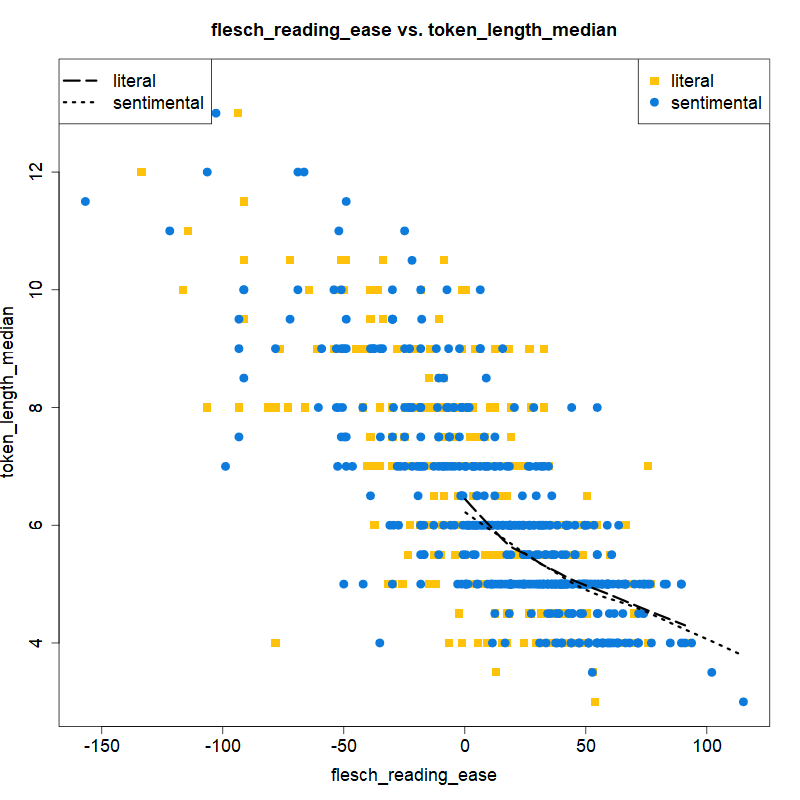 flesch_reading_ease vs. token_length_median
literal
sentimental
literal
sentimental
token_length_median
12
10
8
6
4
-150 -100 -50 0 50 100
flesch_reading_ease